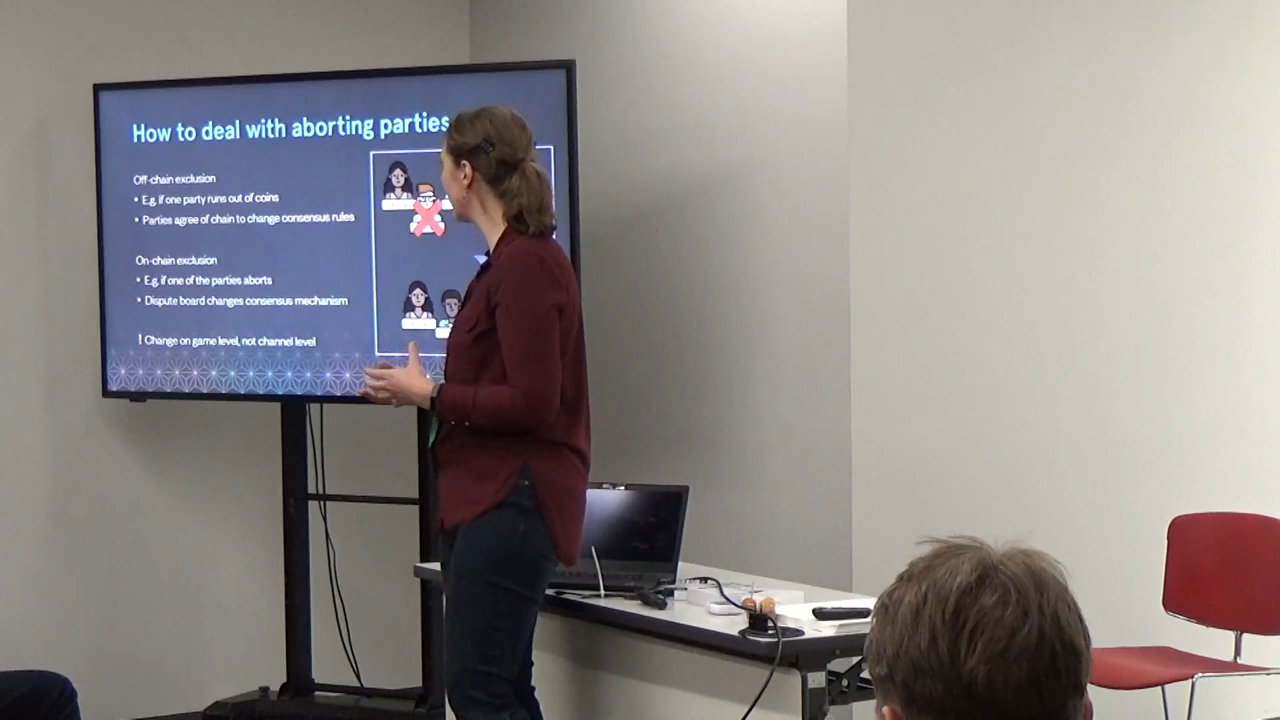 How to deal with aborting parties
Off-chain exclusion
• E.g. if one party runs out of coins
• Parties agree of chain to change consensus rules
On-chain exclusion
• E.g. if one of the parties aborts
• Dispute board changes consensus mechanism
! Change on game level, not channel level